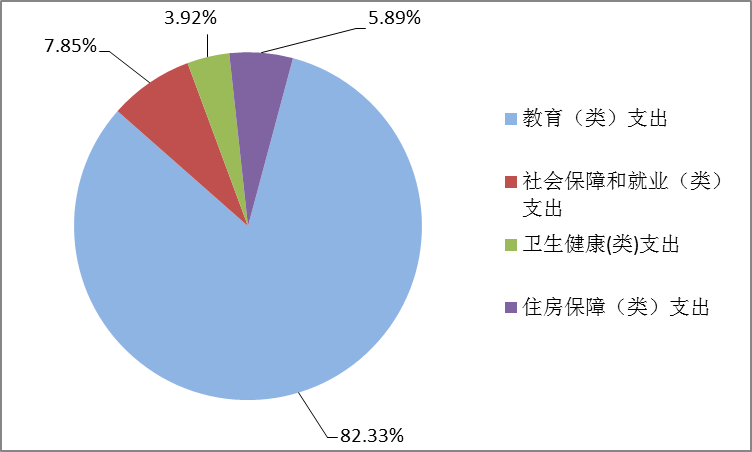 3.92%
5.89%
7.85%
教育（类）支出
社会保障和就业（类）
支出
卫生健康(类)支出
住房保障（类）支出
82.33%